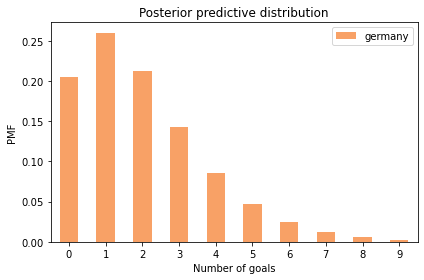 Posterior predictive distribution
germany
PMF
0.25
0.20
0.15
0.10
0.05
0.00
0 1 2 3 4 5 6 7 8 9
Number of goals